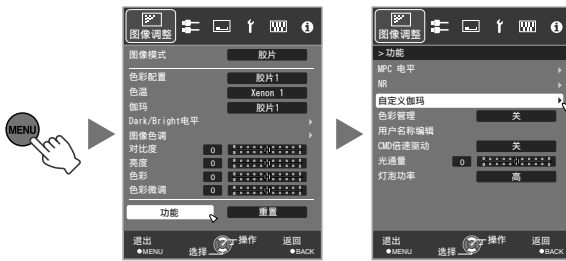 MENU
图像调整
图像模式 胶片
色彩配置 胶片1
色温 Xenon 1
伽玛 胶片1
Dark/Bright电平
图像色调
对比度 0
亮度 0
色彩 0
色彩微调 0
功能 重置
退出 操作 返回
●MENU 选择 ●BACK
图像调整
>功能
MPC 电平
NR
自定义伽玛
色彩管理 关
用户名称编辑
CMD倍速驱动 关
光通量 0
灯泡功率 高
退出 操作 返回
●MENU 选择 ●BACK